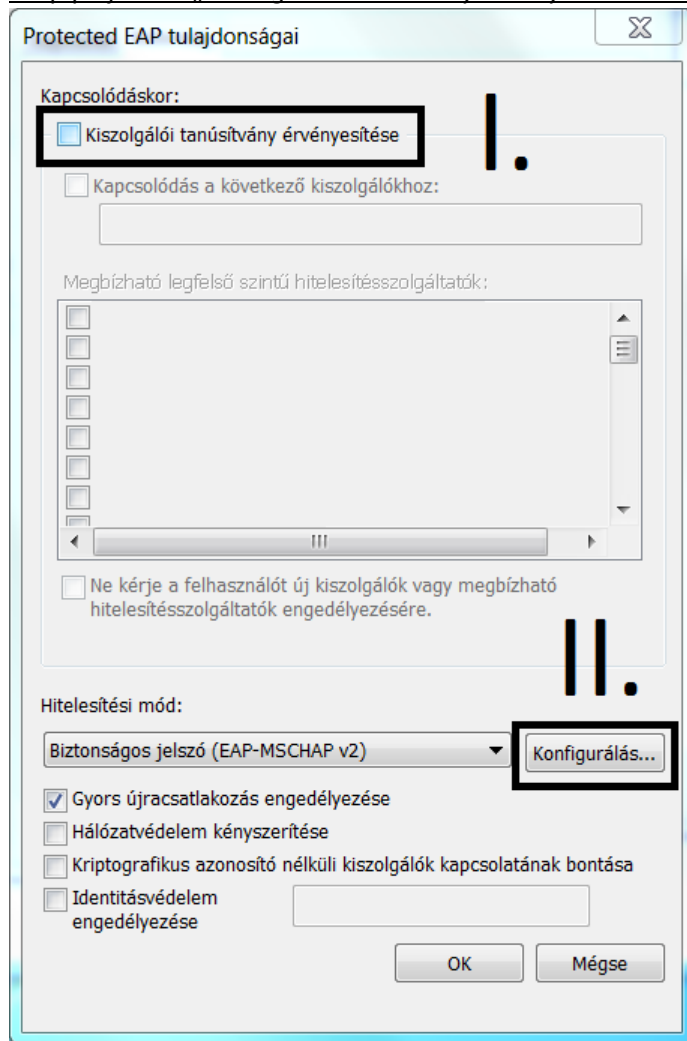 Protected EAP tulajdonságai
Kapcsolódáskor:
Kiszolgálói tanúsítvány érvényesítése
I.
Kapcsolódás a következő kiszolgálókhoz:
Megbízható legfelső szintű hitelesítésszolgáltatók:
Ne kérje a felhasználót új kiszolgálók vagy megbízható
hitelesítésszolgáltatók engedélyezésére.
II.
Hitelesítési mód:
Biztonságos jelszó (EAP-MSCHAP v2)
Konfigurálás...
Gyors újracsatlakozás engedélyezése
Hálózatvédelem kényszerítése
Kriptografikus azonosító nélküli kiszolgálók kapcsolatának bontása
Identitásvédelem
engedélyezése
OK
Mégse